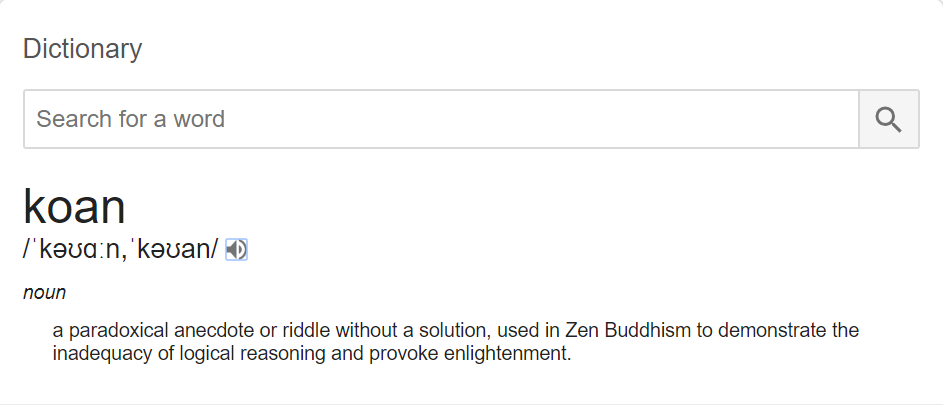 Dictionary
Search for a word
koan
/ˈkəʊɑːn,ˈkəʊan/
noun
a paradoxical anecdote or riddle without a solution, used in Zen Buddhism to demonstrate the
inadequacy of logical reasoning and provoke enlightenment.